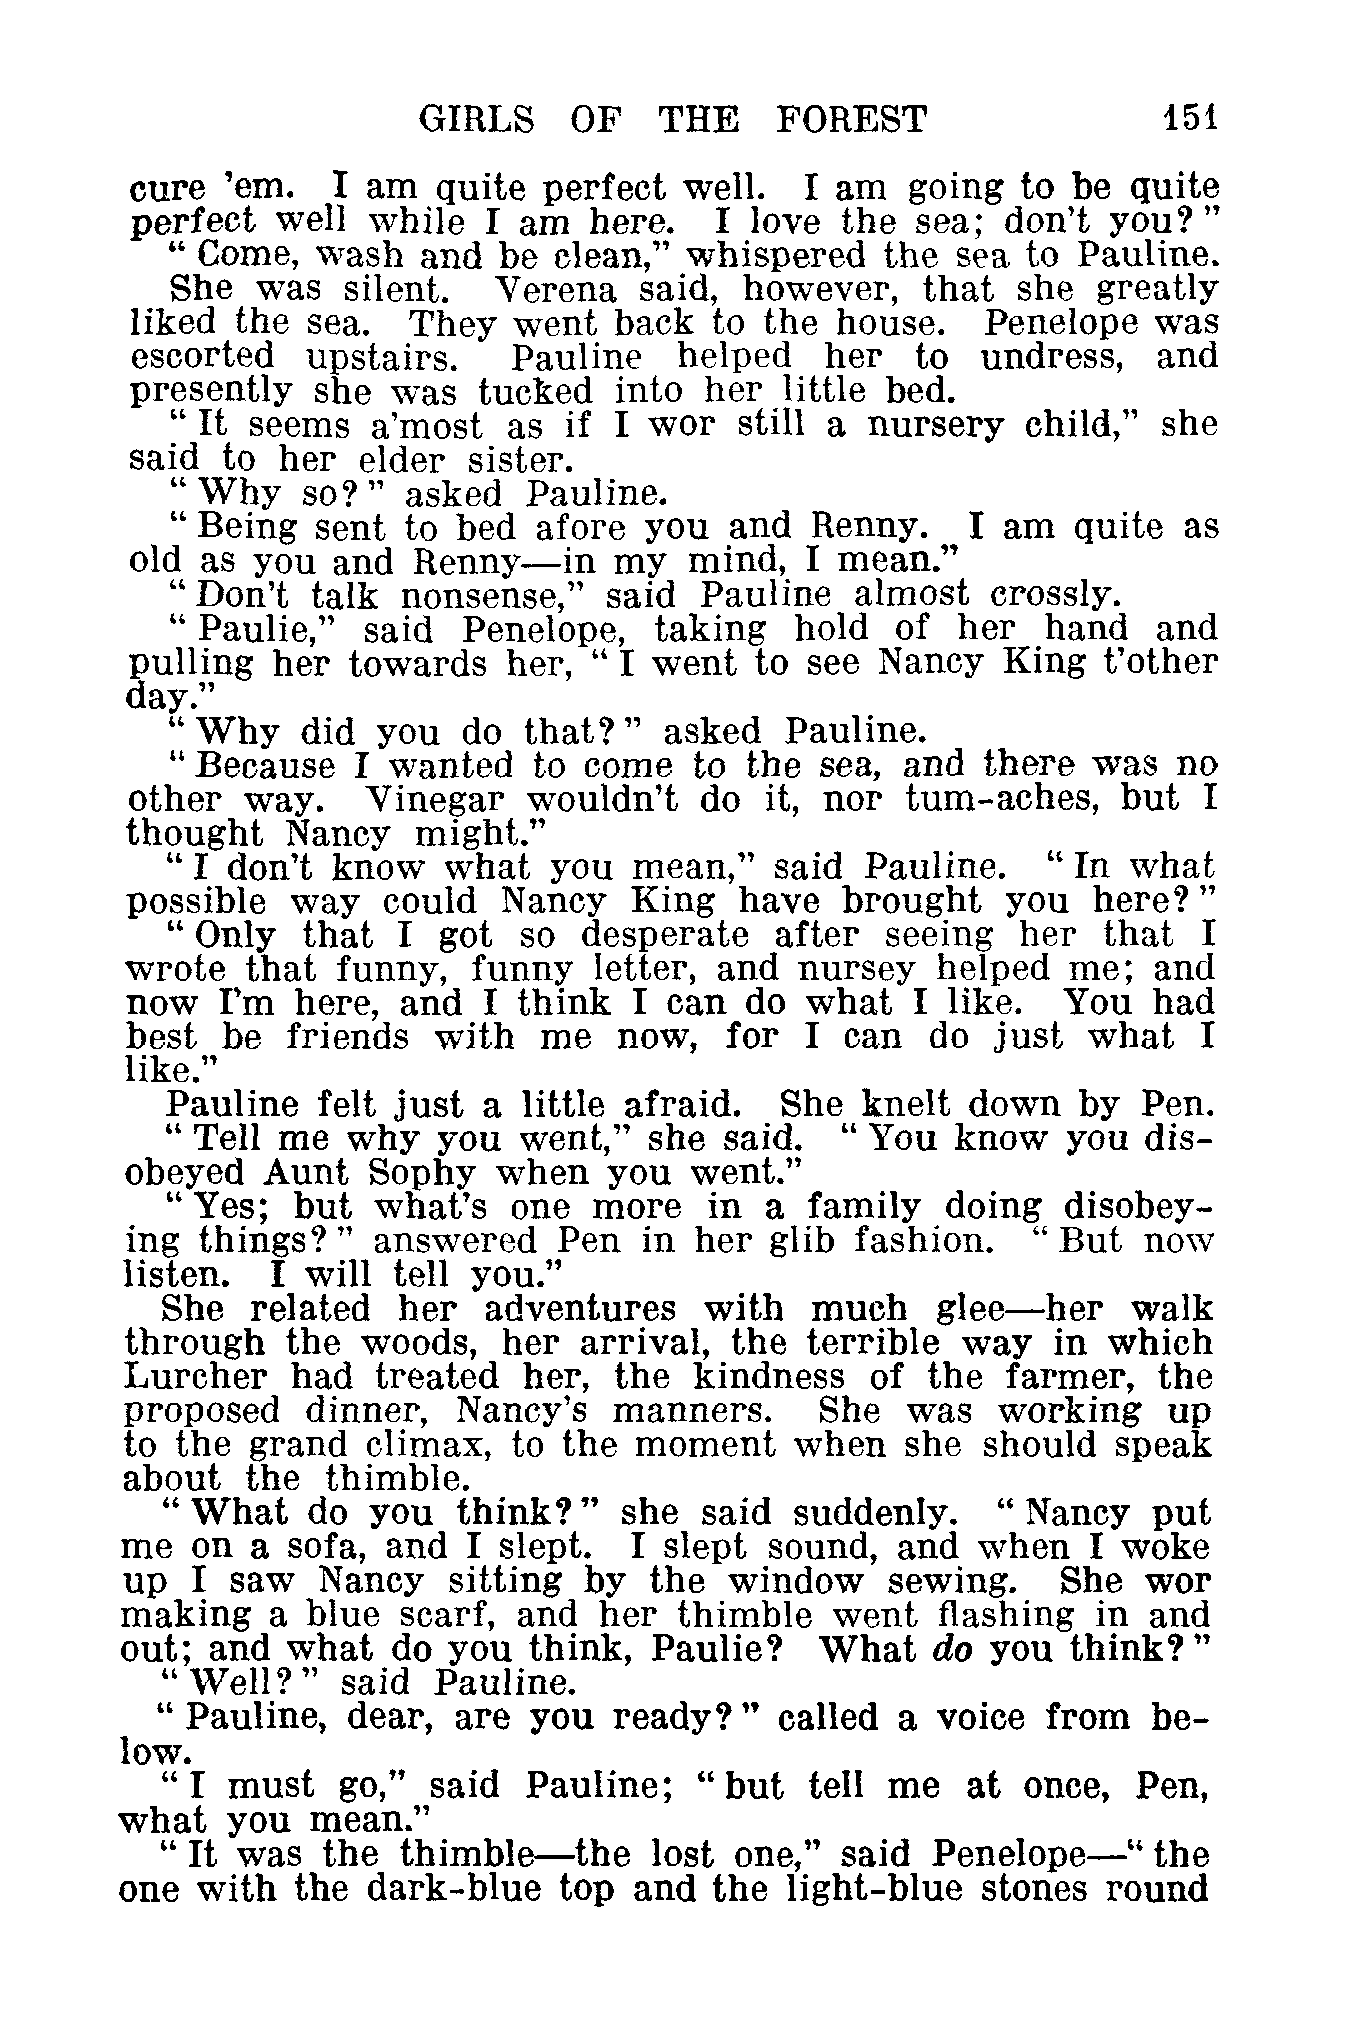 GIRLS OF THE FOREST 151
cure 'em. I am quite perfect well. I am going to be quite
perfect well while I am here. I love the sea; don't you?"
"Come, wash and be clean," whispered the sea to Pauline.
She was silent. Verena said, however, that she greatly
liked the sea. They went back to the house. Penelope was
escorted upstairs. Pauline helped her to undress, and
presently she was tucked into her little bed.
"It seems a'most as if I wor still a nursery child," she
said to her elder sister.
"Why so?" asked Pauline.
"Being sent to bed afore you and Renny. I am quite as
old as you and Renny—in my mind, I mean."
"Don't talk nonsense," said Pauline almost crossly.
"Paulie," said Penelope, taking hold of her hand and
pulling her towards her, "I went to see Nancy King t'other
day."
"Why did you do that?" asked Pauline.
"Because I wanted to come to the sea, and there was no
other way. Vinegar wouldn't do it, nor tum-aches, but I
thought Nancy might."
"I don't know what you mean," said Pauline. "In what
possible way could Nancy King have brought you here?"
"Only that I got so desperate after seeing her that I
wrote that funny, funny letter, and nursey helped me; and
now I'm here, and I think I can do what I like. You had
best be friends with me now, for I can do just what I
like."
Pauline felt just a little afraid. She knelt down by Pen.
"Tell me why you went," she said. "You know you dis-
obeyed Aunt Sophy when you went."
"Yes; but what's one more in a family doing disobey-
ing things?" answered Pen in her glib fashion. "But now
listen. I will tell you."
She related her adventures with much glee—her walk
through the woods, her arrival, the terrible way in which
Lurcher had treated her, the kindness of the farmer, the
proposed dinner, Nancy's manners. She was working up
to the grand climax, to the moment when she should speak
about the thimble.
"What do you think?" she said suddenly. "Nancy put
me on a sofa, and I slept. I slept sound, and when I woke
up I saw Nancy sitting by the window sewing. She wor
making a blue scarf, and her thimble went flashing in and
out; and what do you think, Paulie? What do you think?"
"Well?" said Pauline.
"Pauline, dear, are you ready?" called a voice from be-
low.
"I must go," said Pauline; "but tell me at once, Pen,
what you mean."
"It was the thimble—the lost one," said Penelope—"the
one with the dark-blue top and the light-blue stones round